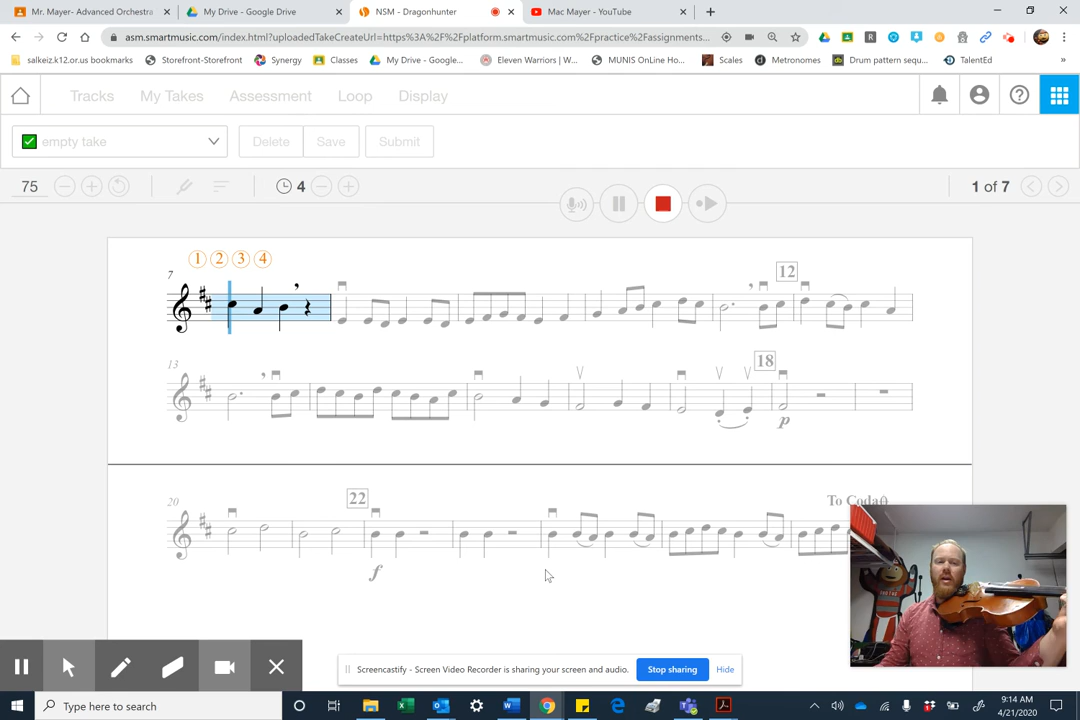 Mr. Mayer- Advanced Orchestra
My Drive - Google Drive
NSM - Dragonhunter
Mac Mayer - YouTube
asm.smartmusic.com/index.html?uploadedTakeCreateUrl=https%3A%2F%2Fplatform.smartmusic.com%2Fpractice%2Fassignments...
salkeiz.k12.or.us bookmarks
Storefront-Storefront
Synergy
Classes
My Drive - Google...
Eleven Warriors | W...
MUNIS OnLine Ho...
Scales
Metronomes
Drum pattern sequ...
TalentEd
»
Tracks
My Takes
Assessment
Loop
Display
empty take
Delete
Save
Submit
75
4
1 of 7
1 2 3 4
7
12
13
18
p
20
22
To Coda
f
Screencastify - Screen Video Recorder is sharing your screen and audio.
Stop sharing
Hide
Type here to search
9:14 AM
4/21/2020